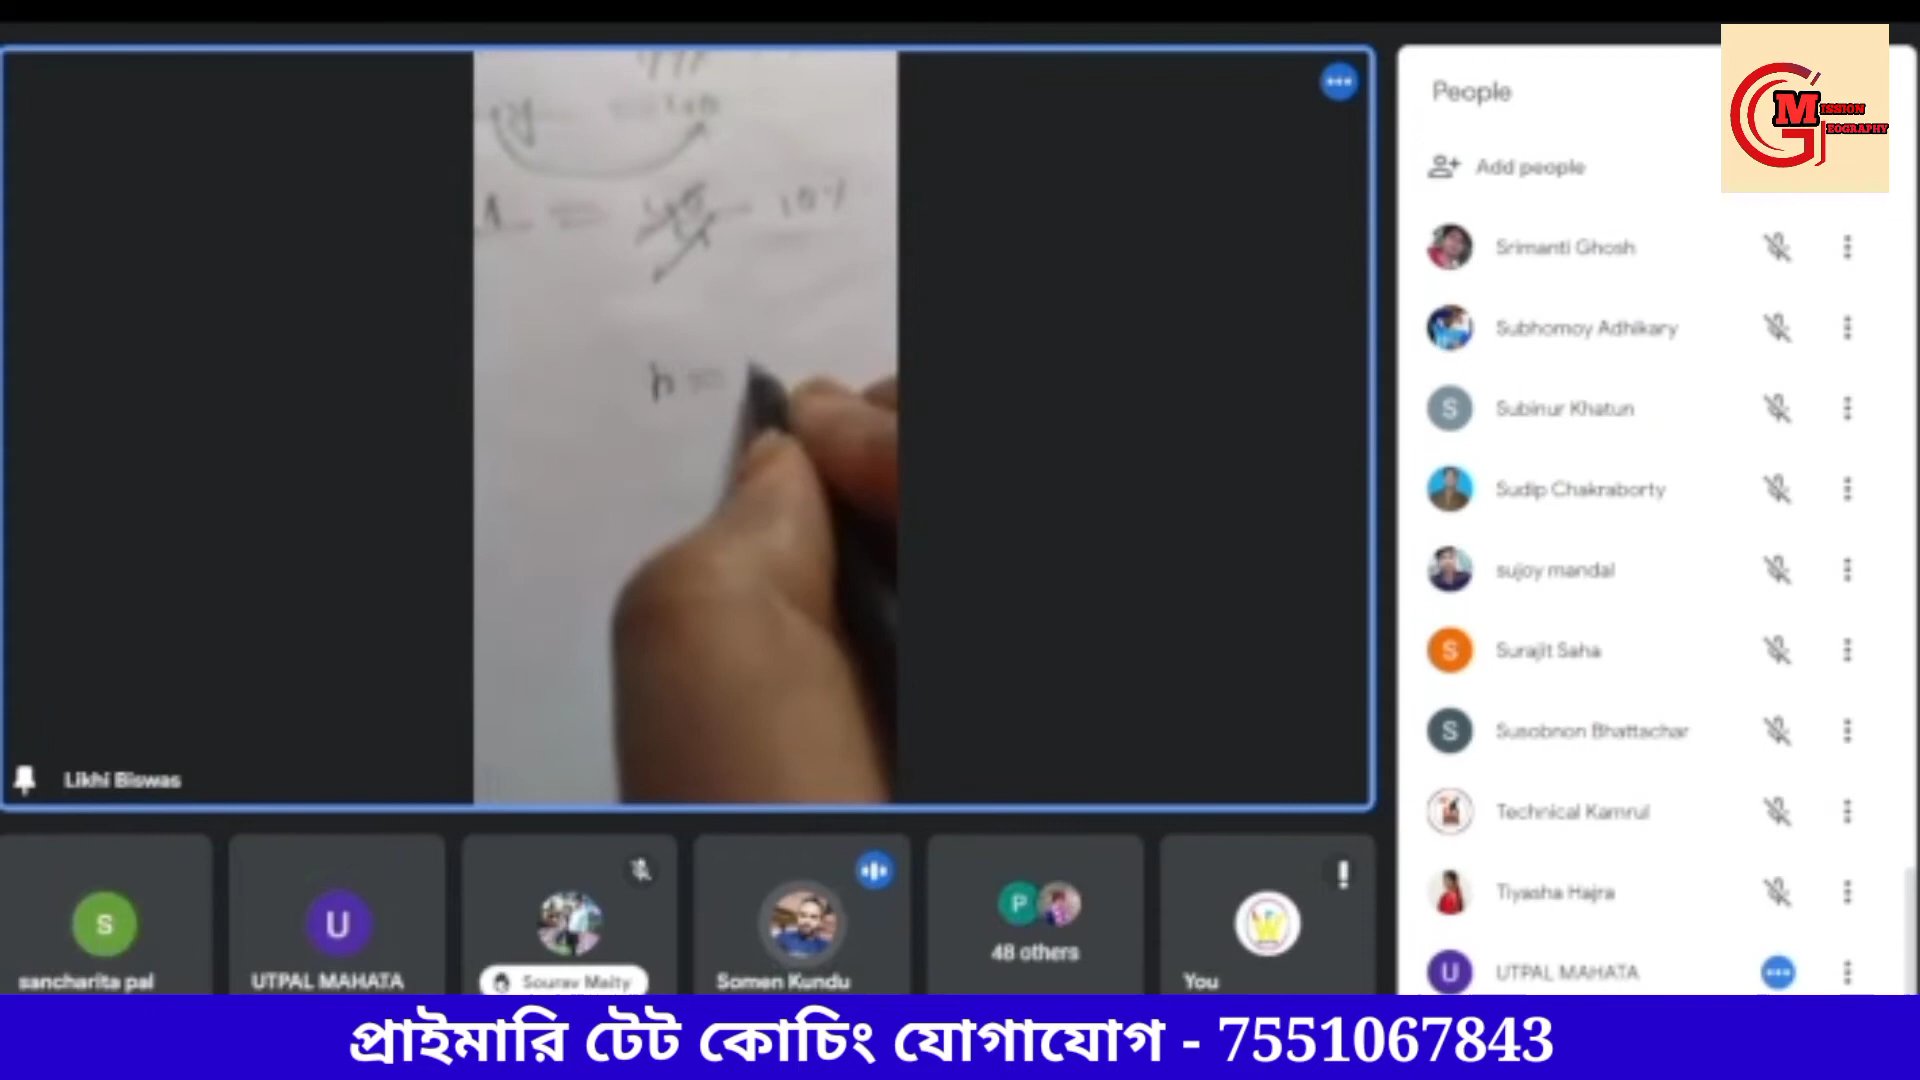 People
MISSION
GEOGRAPHY
Add people
Srimanti Ghosh
Subhomoy Adhikary
S Subinur Khatun
Sudip Chakraborty
sujoy mandal
S Surajit Saha
S Susobnon Bhattachar
Technical Kamrul
Tiyasha Hajra
U UTPAL MAHATA
n =
Likhi Biswas
S
U
P
48 others
sancharita pal
UTPAL MAHATA
Sourav Maity
Somen Kundu
You
প্রাইমারি টেট কোচিং যোগাযোগ - 7551067843